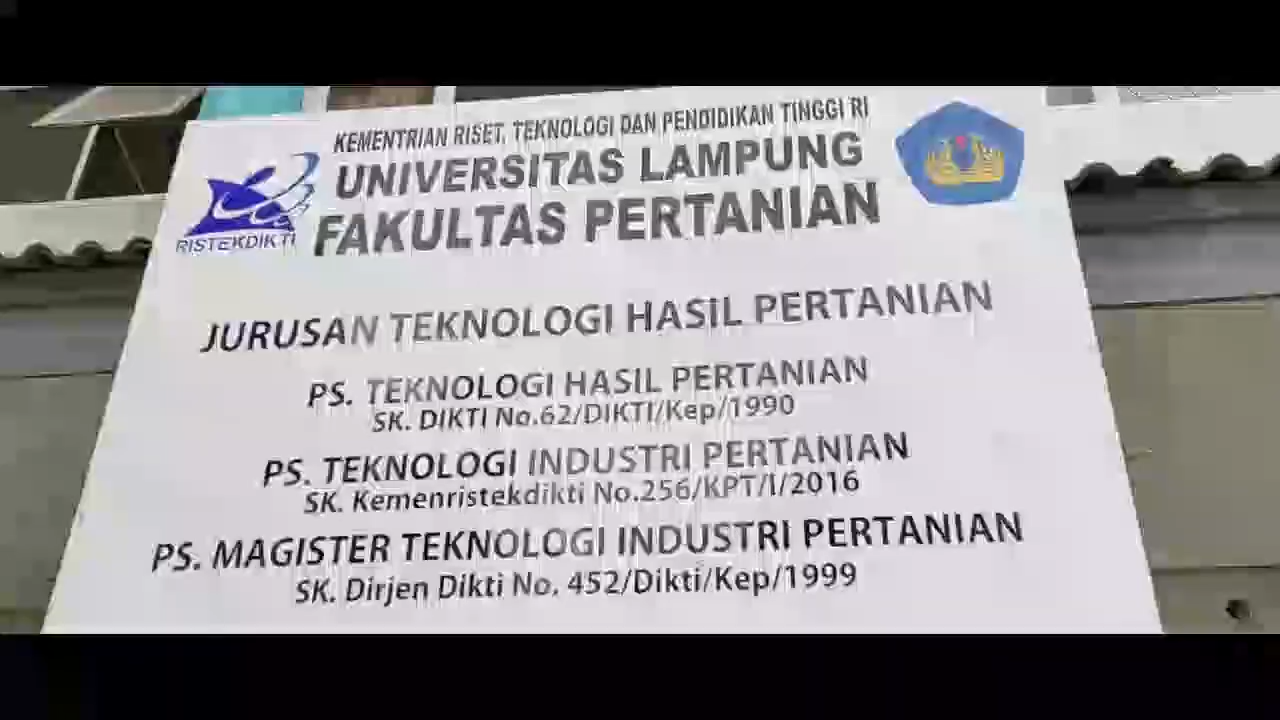 KEMENTRIAN RISET, TEKNOLOGI DAN PENDIDIKAN TINGGI RI
UNIVERSITAS LAMPUNG
FAKULTAS PERTANIAN
RISTEKDIKTI
JURUSAN TEKNOLOGI HASIL PERTANIAN
PS. TEKNOLOGI HASIL PERTANIAN
SK. DIKTI No.62/DIKTI/Kep/1990
PS. TEKNOLOGI INDUSTRI PERTANIAN
SK. Kemenristekdikti No.256/KPT/I/2016
PS. MAGISTER TEKNOLOGI INDUSTRI PERTANIAN
SK. Dirjen Dikti No. 452/Dikti/Kep/1999